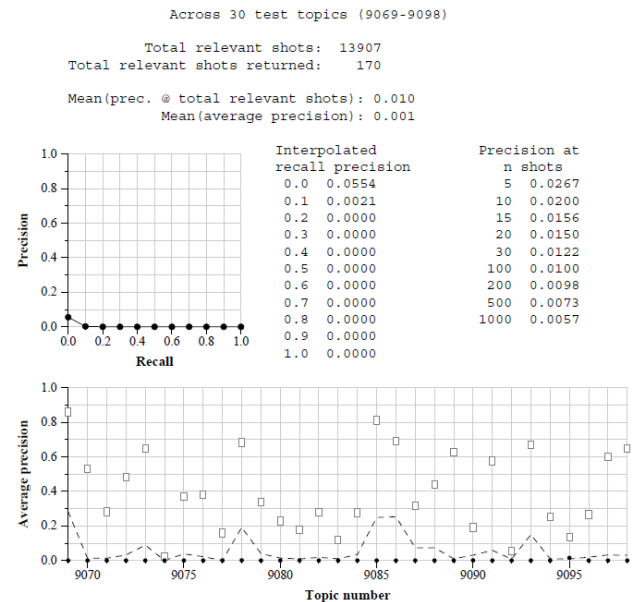 Across 30 test topics (9069-9098)
Total relevant shots: 13907
Total relevant shots returned: 170
Mean(prec. @ total relevant shots): 0.010
Mean(average precision): 0.001
1.0
0.8
0.6
0.4
0.2
0.0
Precision
0.0 0.2 0.4 0.6 0.8 1.0
Recall
Interpolated
recall precision
0.0 0.0554
0.1 0.0021
0.2 0.0000
0.3 0.0000
0.4 0.0000
0.5 0.0000
0.6 0.0000
0.7 0.0000
0.8 0.0000
0.9 0.0000
1.0 0.0000
Precision at
n shots
5 0.0267
10 0.0200
15 0.0156
20 0.0150
30 0.0122
100 0.0100
200 0.0098
500 0.0073
1000 0.0057
1.0
0.8
0.6
0.4
0.2
0.0
Average precision
9070 9075 9080 9085 9090 9095
Topic number